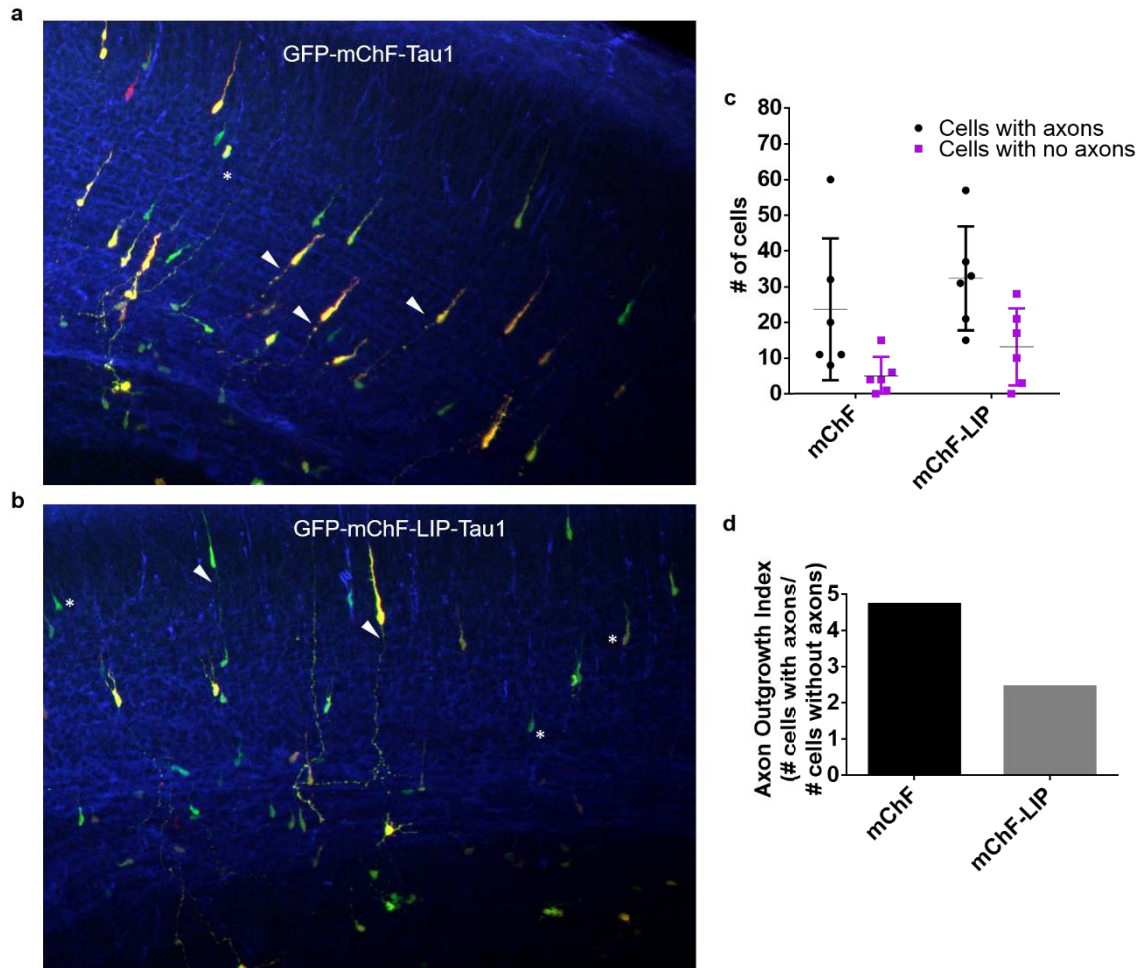 a
GFP-mChF-Tau1
*
b
GFP-mChF-LIP-Tau1
*
*
*
c
80
70
60
50
40
30
20
10
0
# of cells
Cells with axons
Cells with no axons
mChF
mChF-LIP
d
Axon Outgrowth Index
(# cells with axons/
# cells without axons)
5
4
3
2
1
0
mChF
mChF-LIP